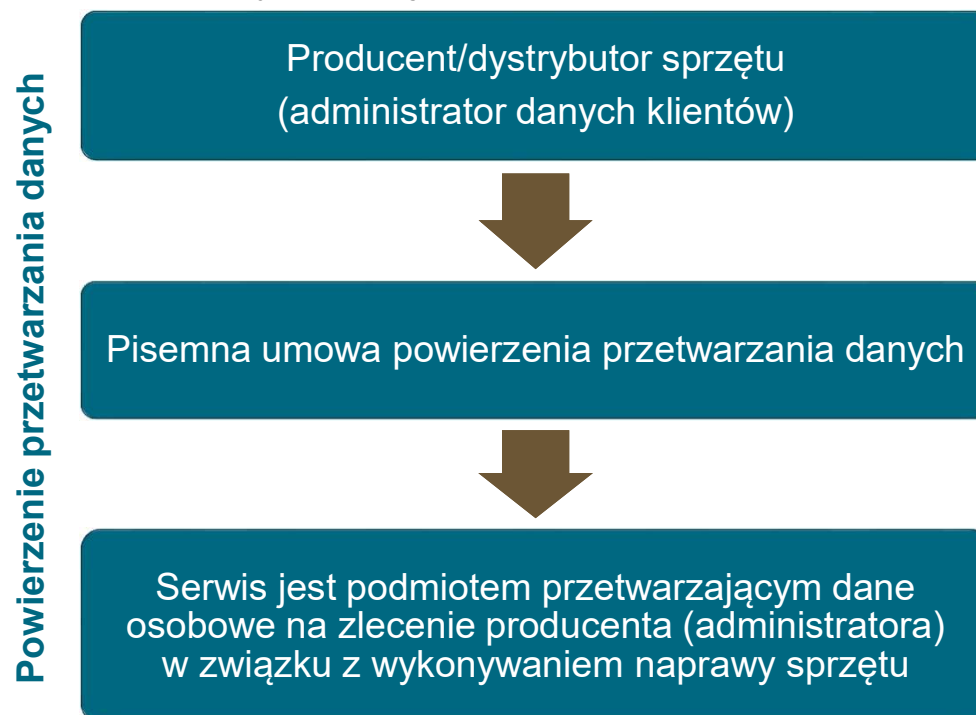 Powierzenie przetwarzania danych
Producent/dystrybutor sprzętu
(administrator danych klientów)
Pisemna umowa powierzenia przetwarzania danych
Serwis jest podmiotem przetwarzającym dane
osobowe na zlecenie producenta (administratora)
w związku z wykonywaniem naprawy sprzętu